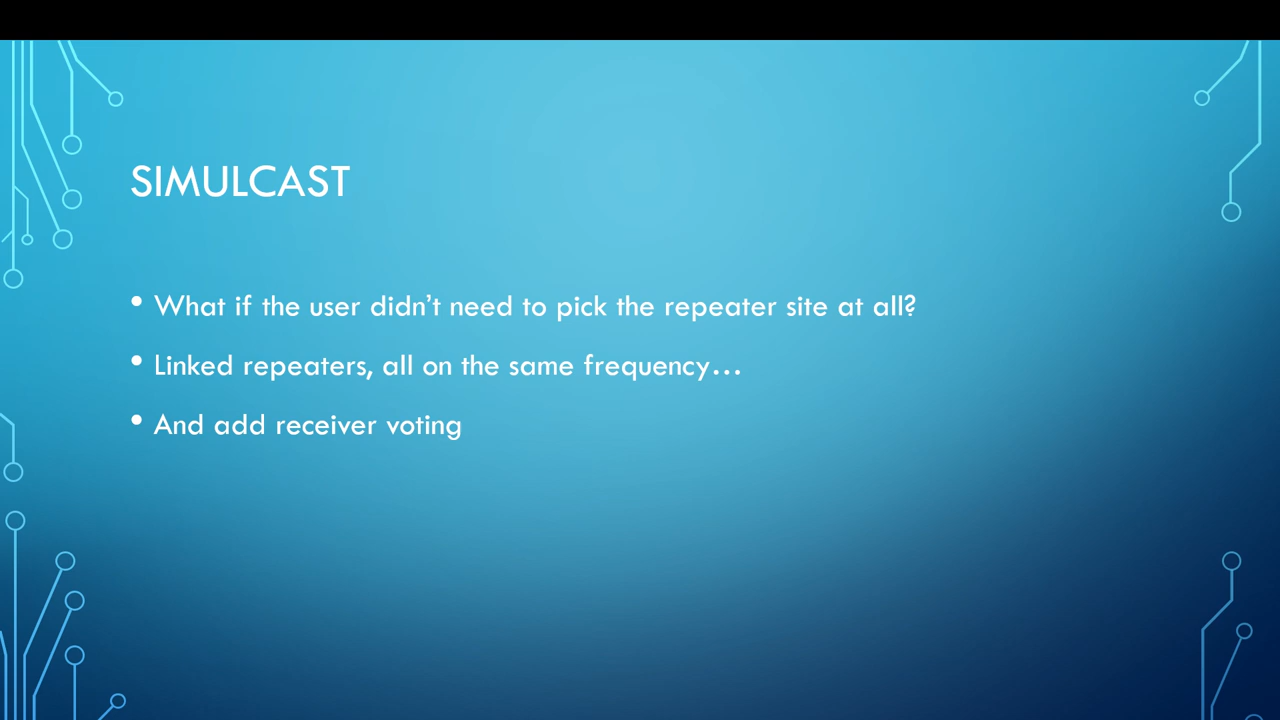 SIMULCAST
• What if the user didn’t need to pick the repeater site at all?
• Linked repeaters, all on the same frequency…
• And add receiver voting